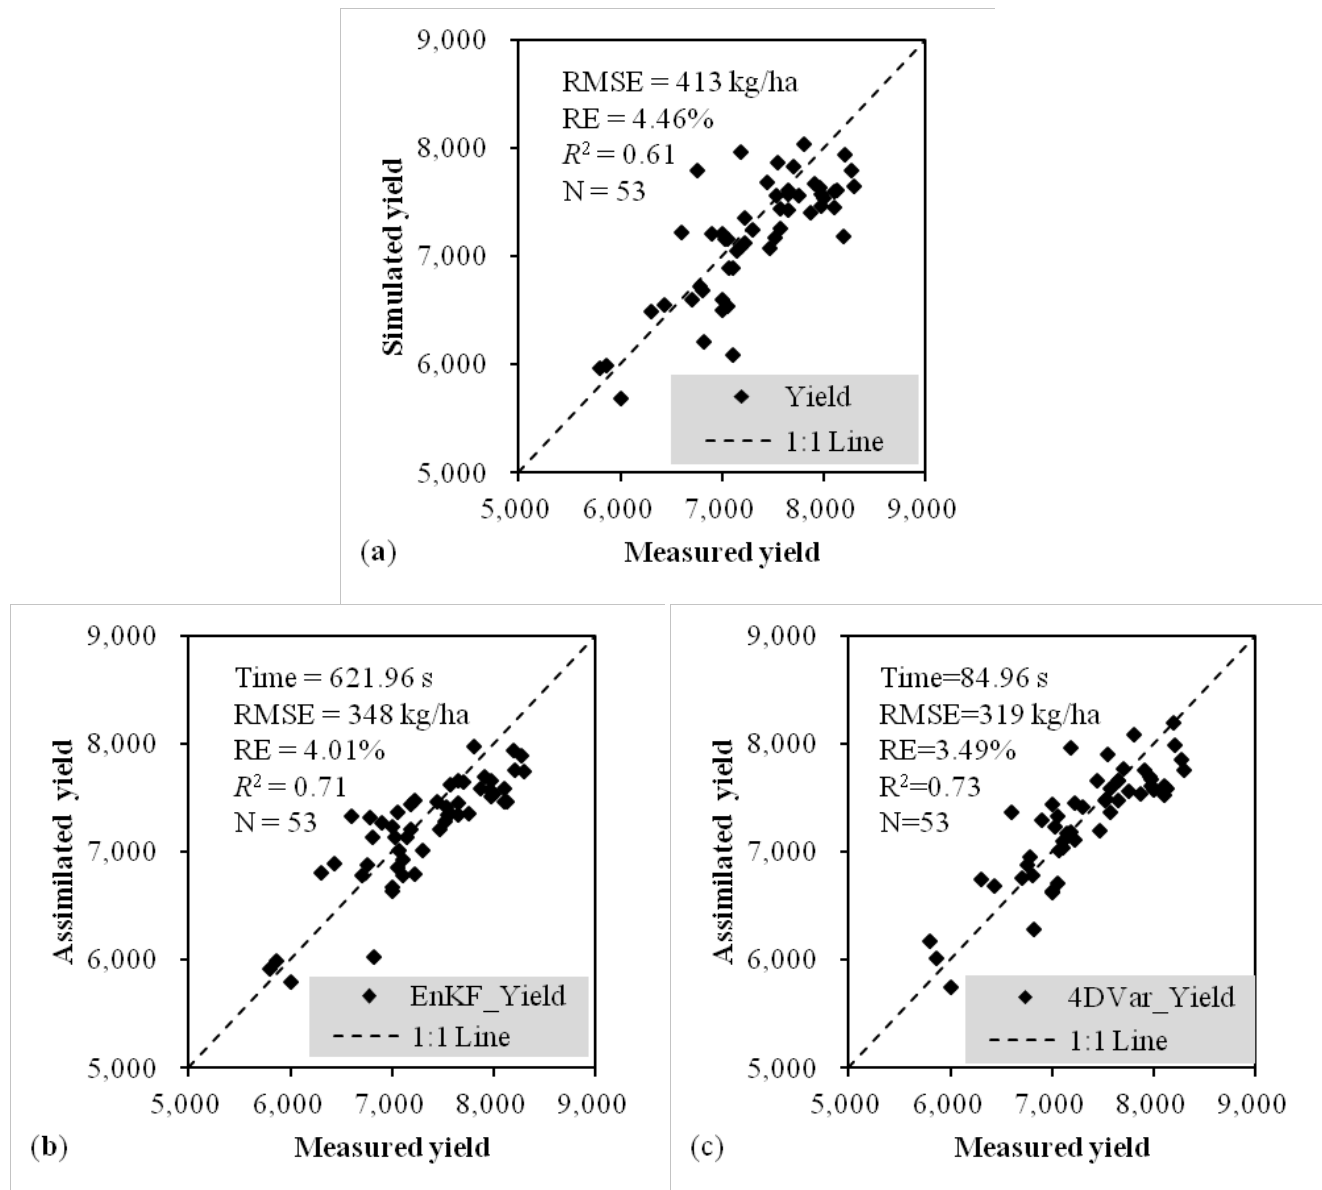 9,000
RMSE = 413 kg/ha
RE = 4.46%
8,000
R² = 0.61
N = 53
Simulated yield
7,000
6,000
Yield
1:1 Line
5,000
5,000 6,000 7,000 8,000 9,000
(a) Measured yield
9,000
Time = 621.96 s
RMSE = 348 kg/ha
8,000
RE = 4.01%
R² = 0.71
N = 53
Assimilated yield
7,000
6,000
EnKF_Yield
1:1 Line
5,000
5,000 6,000 7,000 8,000 9,000
(b) Measured yield
9,000
Time=84.96 s
RMSE=319 kg/ha
8,000
RE=3.49%
R²=0.73
N=53
Assimilated yield
7,000
6,000
4DVar_Yield
1:1 Line
5,000
5,000 6,000 7,000 8,000 9,000
(c) Measured yield